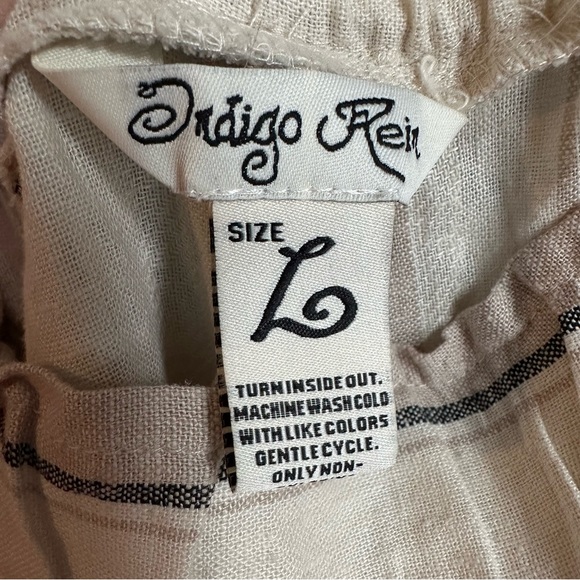 Indigo Rein
SIZE
L
TURN INSIDE OUT.
MACHINE WASH COLD
WITH LIKE COLORS
GENTLE CYCLE.
ONLY NON-